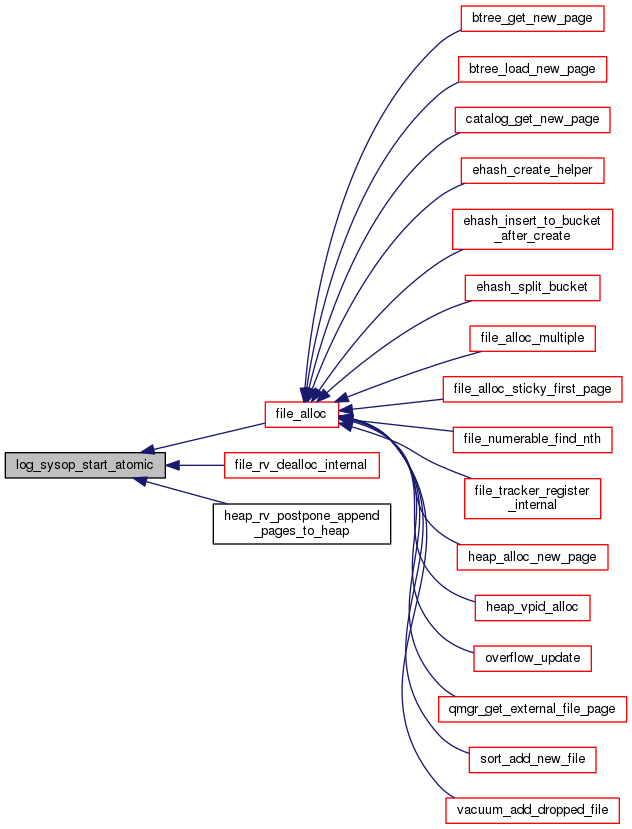 btree_get_new_page
btree_load_new_page
catalog_get_new_page
ehash_create_helper
ehash_insert_to_bucket
_after_create
ehash_split_bucket
file_alloc_multiple
file_alloc_sticky_first_page
file_alloc
file_numerable_find_nth
log_sysop_start_atomic
file_rv_dealloc_internal
file_tracker_register
_internal
heap_rv_postpone_append
_pages_to_heap
heap_alloc_new_page
heap_vpid_alloc
overflow_update
qmgr_get_external_file_page
sort_add_new_file
vacuum_add_dropped_file